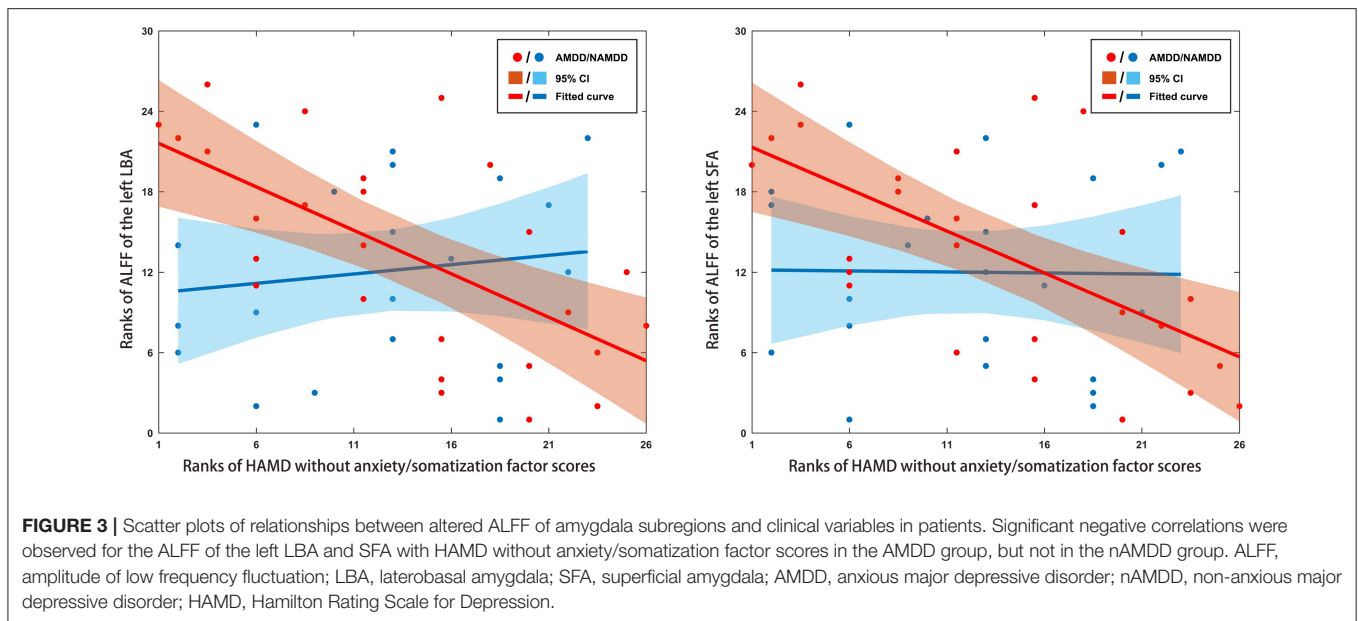 30
24
18
12
6
0
1
6
11
16
21
26
Ranks of ALFF of the left LBA
Ranks of HAMD without anxiety/somatization factor scores
/ AMDD/NAMDD
/ 95% CI
/ Fitted curve
30
24
18
12
6
0
1
6
11
16
21
26
Ranks of ALFF of the left SFA
Ranks of HAMD without anxiety/somatization factor scores
/ AMDD/NAMDD
/ 95% CI
/ Fitted curve
FIGURE 3 | Scatter plots of relationships between altered ALFF of amygdala subregions and clinical variables in patients. Significant negative correlations were
observed for the ALFF of the left LBA and SFA with HAMD without anxiety/somatization factor scores in the AMDD group, but not in the nAMDD group. ALFF,
amplitude of low frequency fluctuation; LBA, laterobasal amygdala; SFA, superficial amygdala; AMDD, anxious major depressive disorder; nAMDD, non-anxious major
depressive disorder; HAMD, Hamilton Rating Scale for Depression.